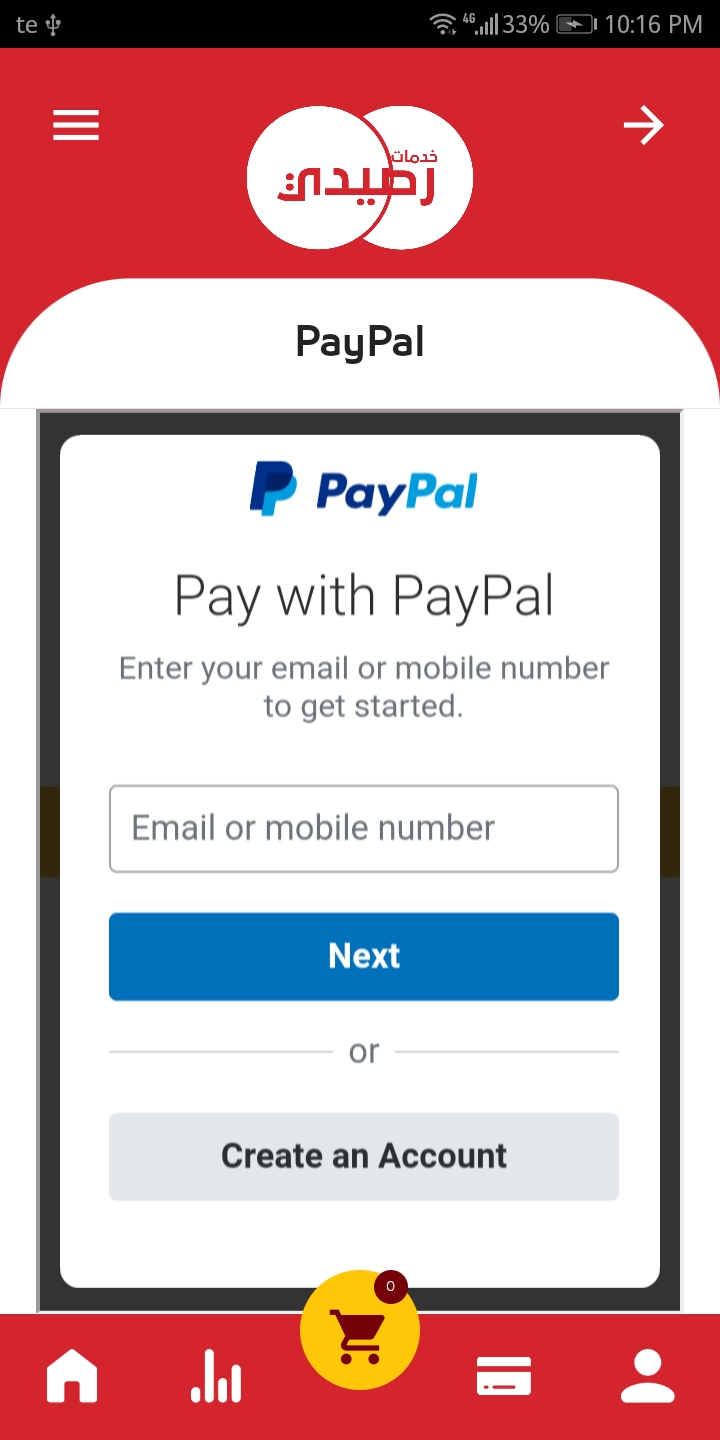 te 4G 33% 10:16 PM
خدمات
رصيدي
PayPal
PayPal
Pay with PayPal
Enter your email or mobile number
to get started.
Email or mobile number
Next
or
Create an Account
0